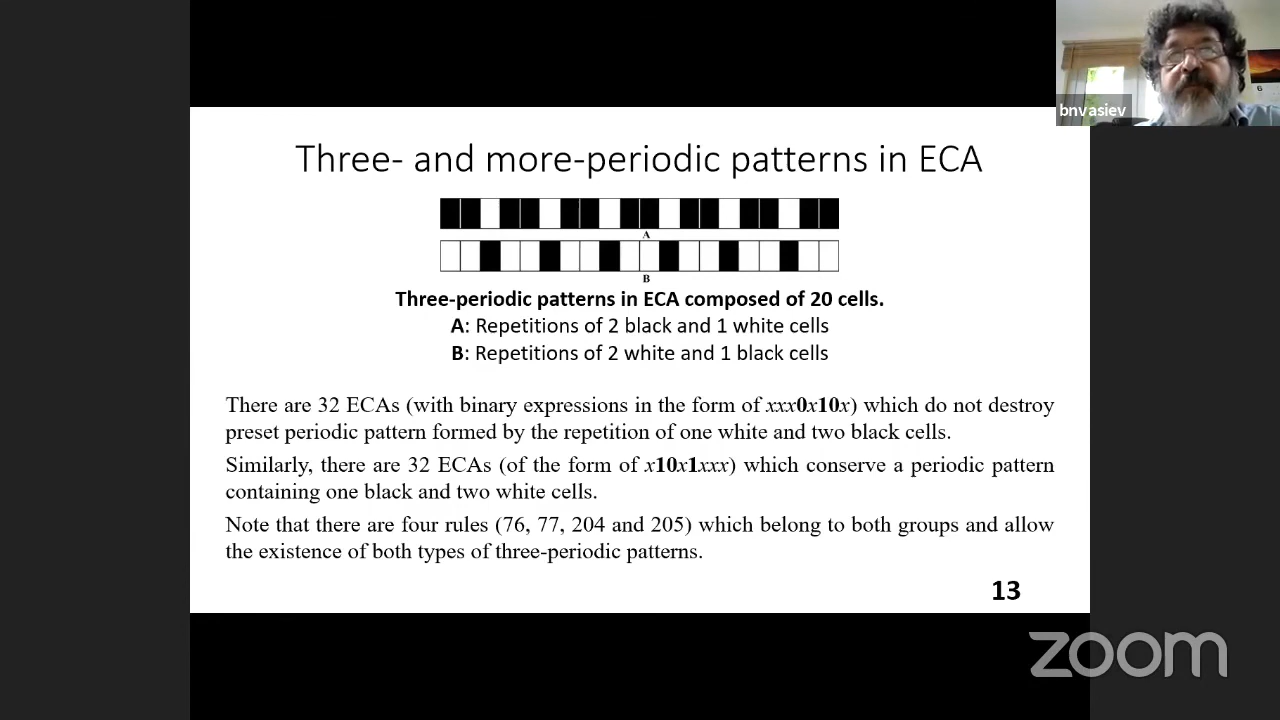 bnvasiev
6
Three- and more-periodic patterns in ECA
A
B
Three-periodic patterns in ECA composed of 20 cells.
A: Repetitions of 2 black and 1 white cells
B: Repetitions of 2 white and 1 black cells
There are 32 ECAs (with binary expressions in the form of xxx0x10x) which do not destroy
preset periodic pattern formed by the repetition of one white and two black cells.
Similarly, there are 32 ECAs (of the form of x10x1xxx) which conserve a periodic pattern
containing one black and two white cells.
Note that there are four rules (76, 77, 204 and 205) which belong to both groups and allow
the existence of both types of three-periodic patterns.
13
zoom